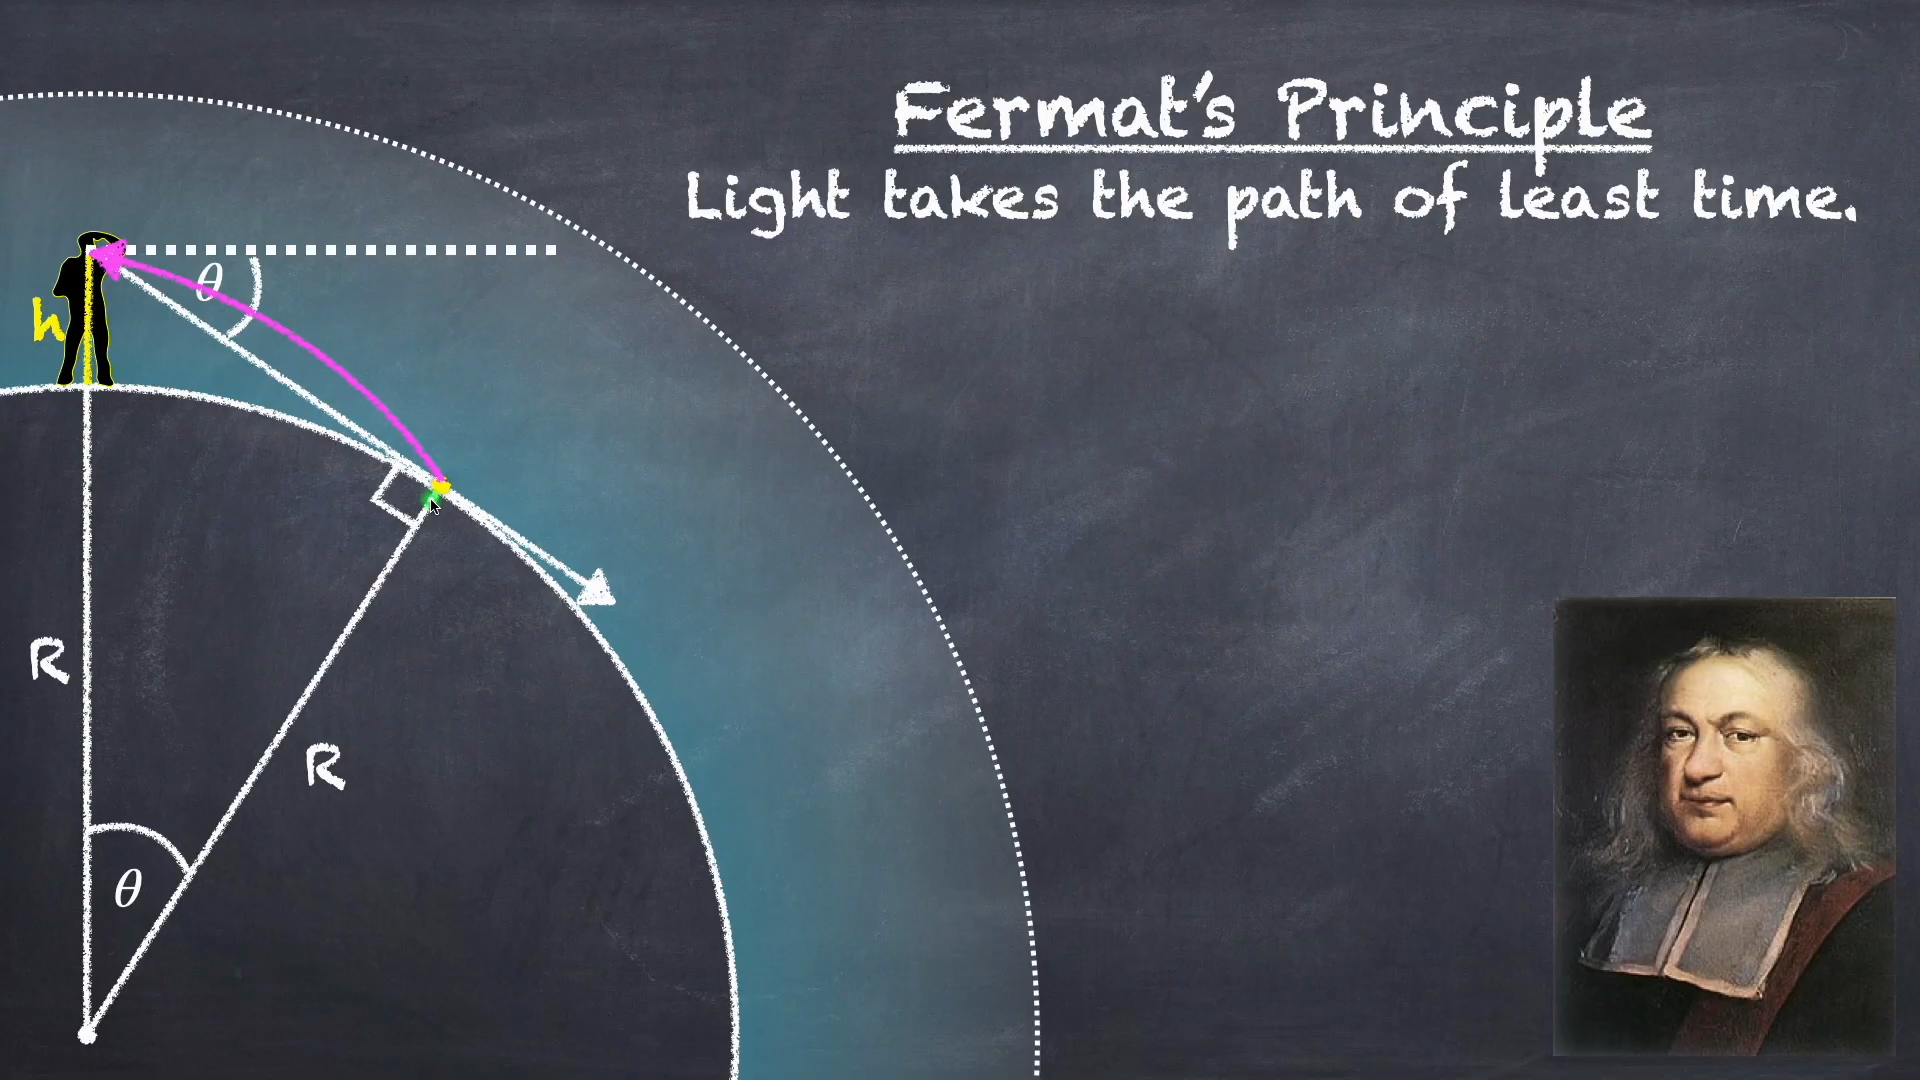 Fermat's Principle
Light takes the path of least time.
θ
h
R
R
θ